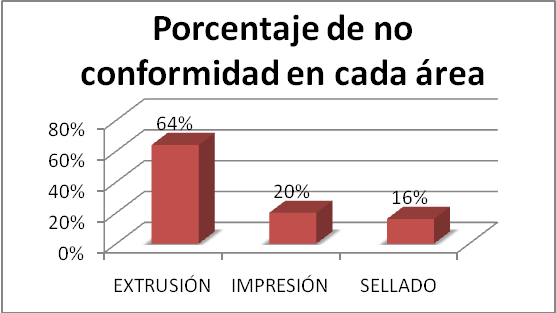 Porcentaje de no
conformidad en cada área
80%
60%
40%
20%
0%
64%
20%
16%
EXTRUSIÓN
IMPRESIÓN
SELLADO